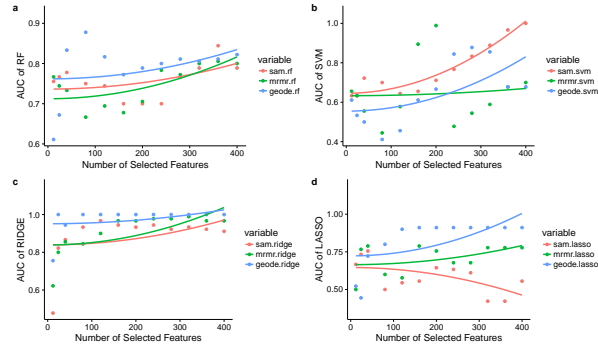 a
AUC of RF
0.9
0.8
0.7
0.6
0 100 200 300 400
Number of Selected Features
variable
sam.rf
mrmr.rf
geode.rf
b
AUC of SVM
1.0
0.8
0.6
0.4
0 100 200 300 400
Number of Selected Features
variable
sam.svm
mrmr.svm
geode.svm
c
AUC of RIDGE
1.0
0.8
0.6
0 100 200 300 400
Number of Selected Features
variable
sam.ridge
mrmr.ridge
geode.ridge
d
AUC of LASSO
1.00
0.75
0.50
0 100 200 300 400
Number of Selected Features
variable
sam.lasso
mrmr.lasso
geode.lasso